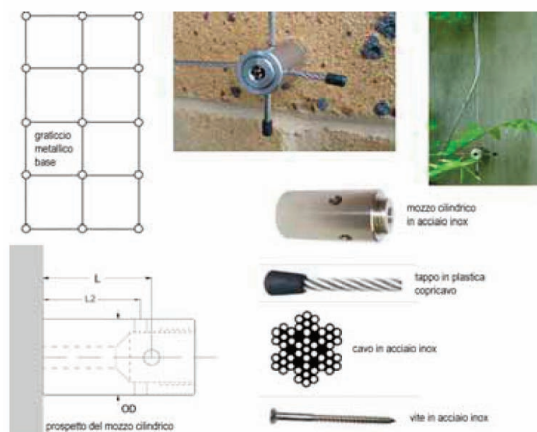 graticcio
metallico
base
mozzo cilindrico
in acciaio inox
L
L2
tappo in plastica
copricavo
cavo in acciaio inox
OD
vite in acciaio inox
prospetto del mozzo cilindrico